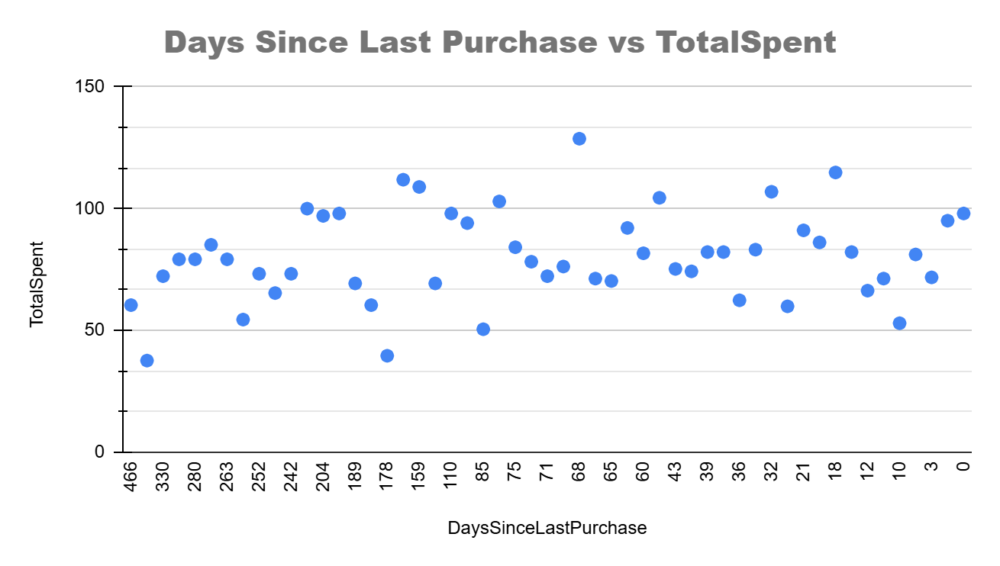 Days Since Last Purchase vs TotalSpent
150
100
50
0
TotalSpent
466 330 280 263 252 242 204 189 178 159 110 85 75 71 68 65 60 43 39 36 32 21 18 12 10 3 0
DaysSinceLastPurchase